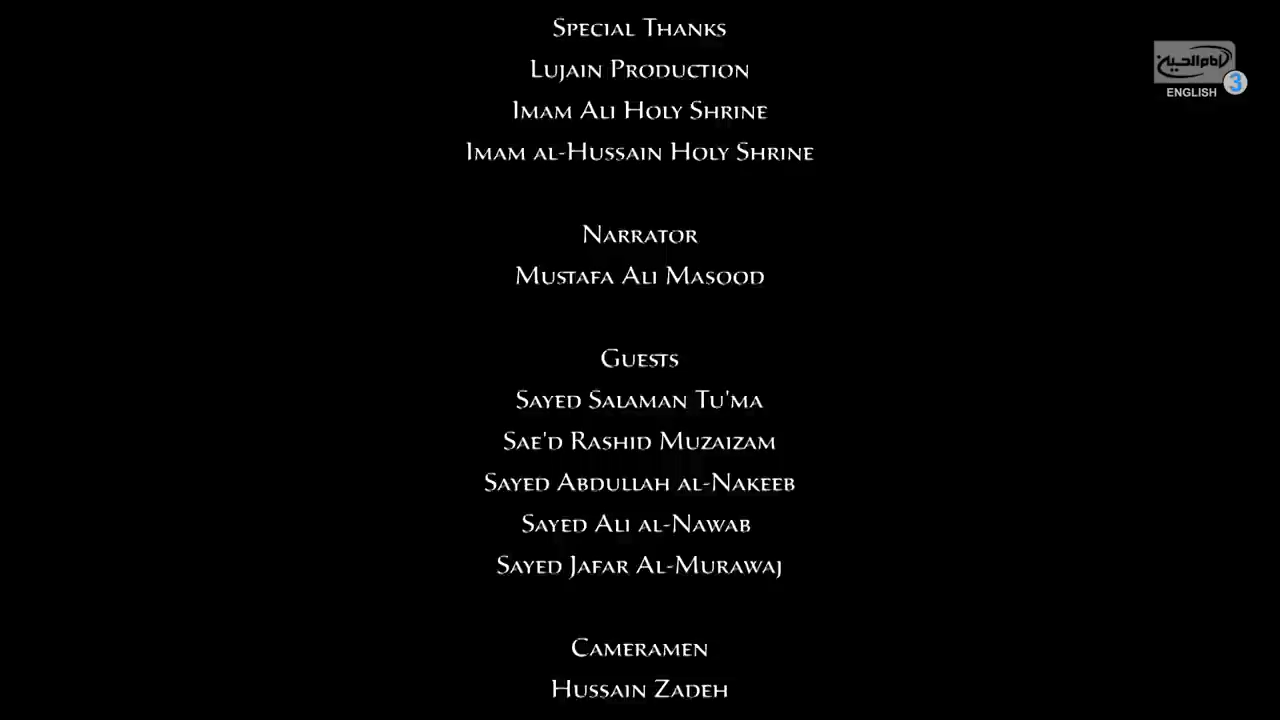 Special Thanks
Lujain Production
Imam Ali Holy Shrine
Imam al-Hussain Holy Shrine
Narrator
Mustafa Ali Masood
Guests
Sayed Salaman Tu'ma
Sae'd Rashid Muzaizam
Sayed Abdullah al-Nakeeb
Sayed Ali al-Nawab
Sayed Jafar Al-Murawaj
Cameramen
Hussain Zadeh
الإمام الحسين
ENGLISH 3